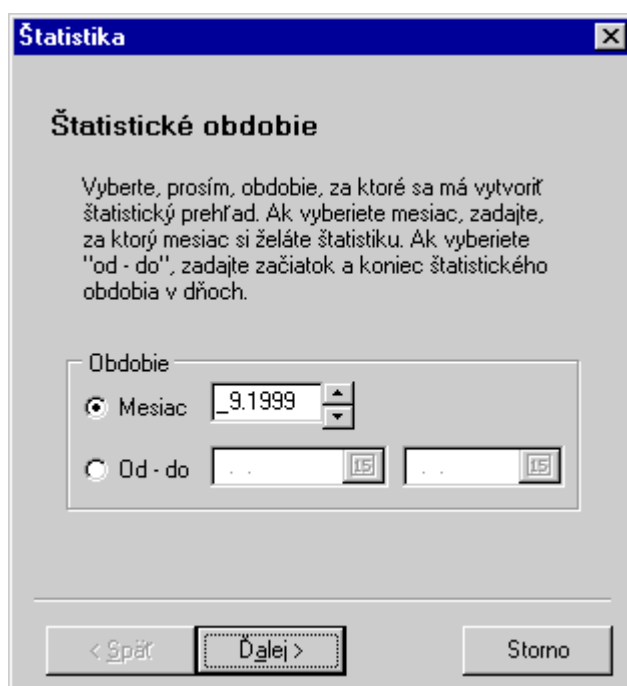 Štatistika
Štatistické obdobie
Vyberte, prosím, obdobie, za ktoré sa má vytvoriť
štatistický prehľad. Ak vyberiete mesiac, zadajte,
za ktorý mesiac si želáte štatistiku. Ak vyberiete
"od - do", zadajte začiatok a koniec štatistického
obdobia v dňoch.
Obdobie
Mesiac _9.1999
Od - do . . 15 . . 15
< Späť Ďalej > Storno